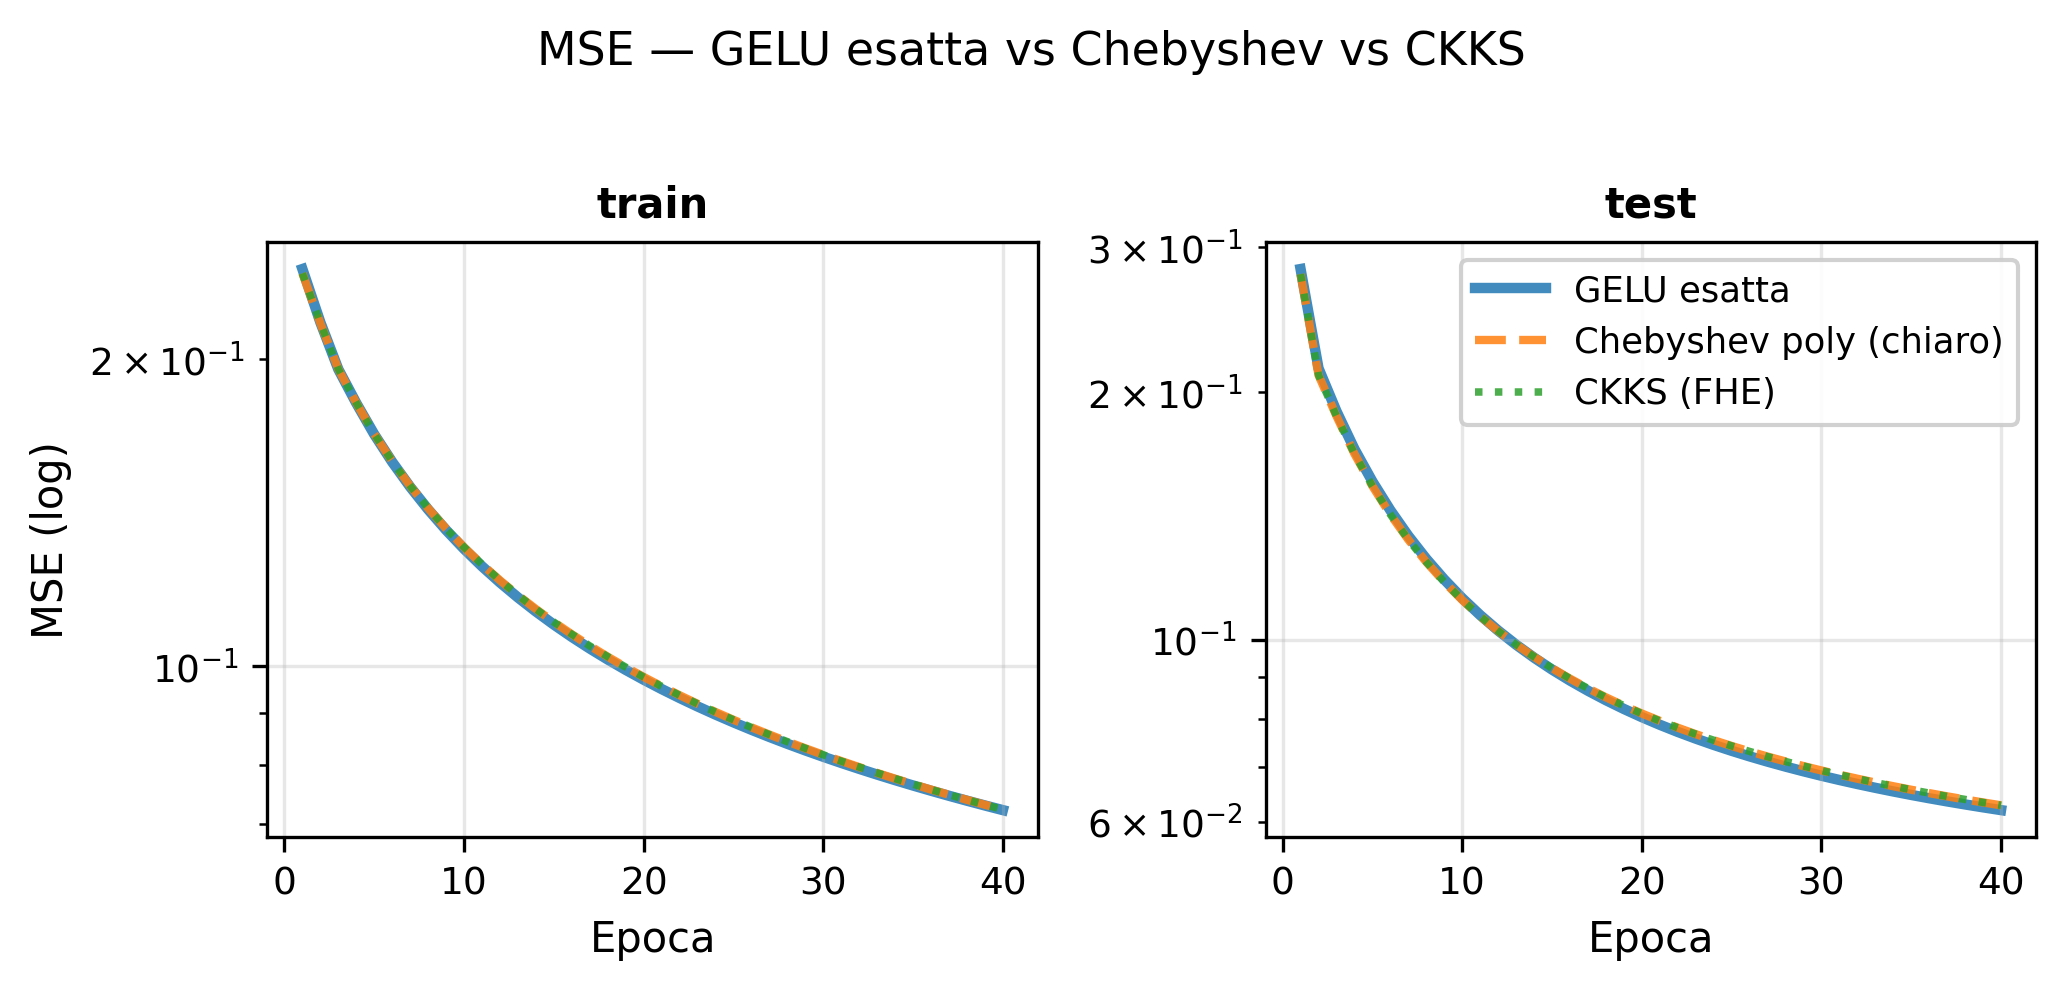 MSE — GELU esatta vs Chebyshev vs CKKS
train
MSE (log)
2 × 10⁻¹
10⁻¹
0 10 20 30 40
Epoca
test
3 × 10⁻¹
2 × 10⁻¹
10⁻¹
6 × 10⁻²
GELU esatta
Chebyshev poly (chiaro)
CKKS (FHE)
0 10 20 30 40
Epoca